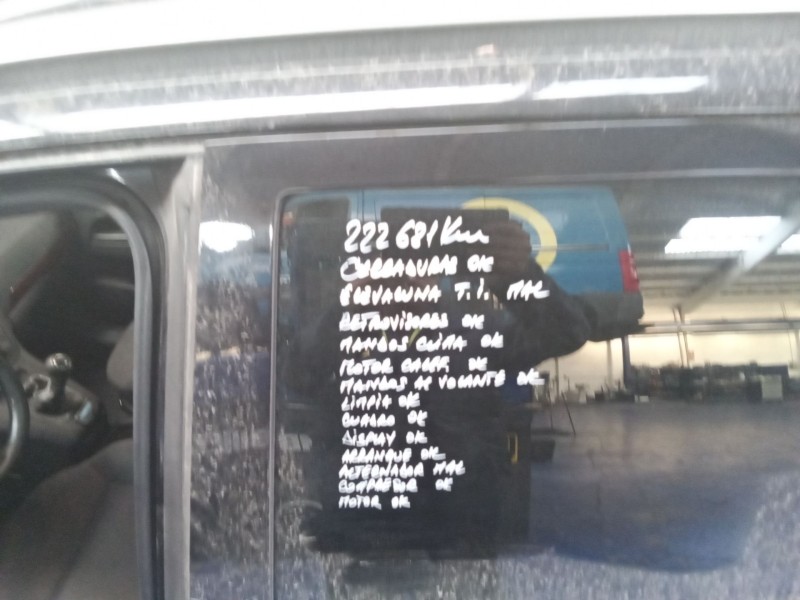 222 681 Km
CERRADURAS OK
ELEVALUNA T.I. MAL
RETROVISORES OK
MANDOS CLIMA OK
MOTOR CALEF. OK
MANDOS DE VOLANTE OK
LIMPIA OK
CUADRO OK
DISPLAY OK
ARRANQUE OK
ALTERNADOR MAL
COMPRESOR OK
MOTOR OK